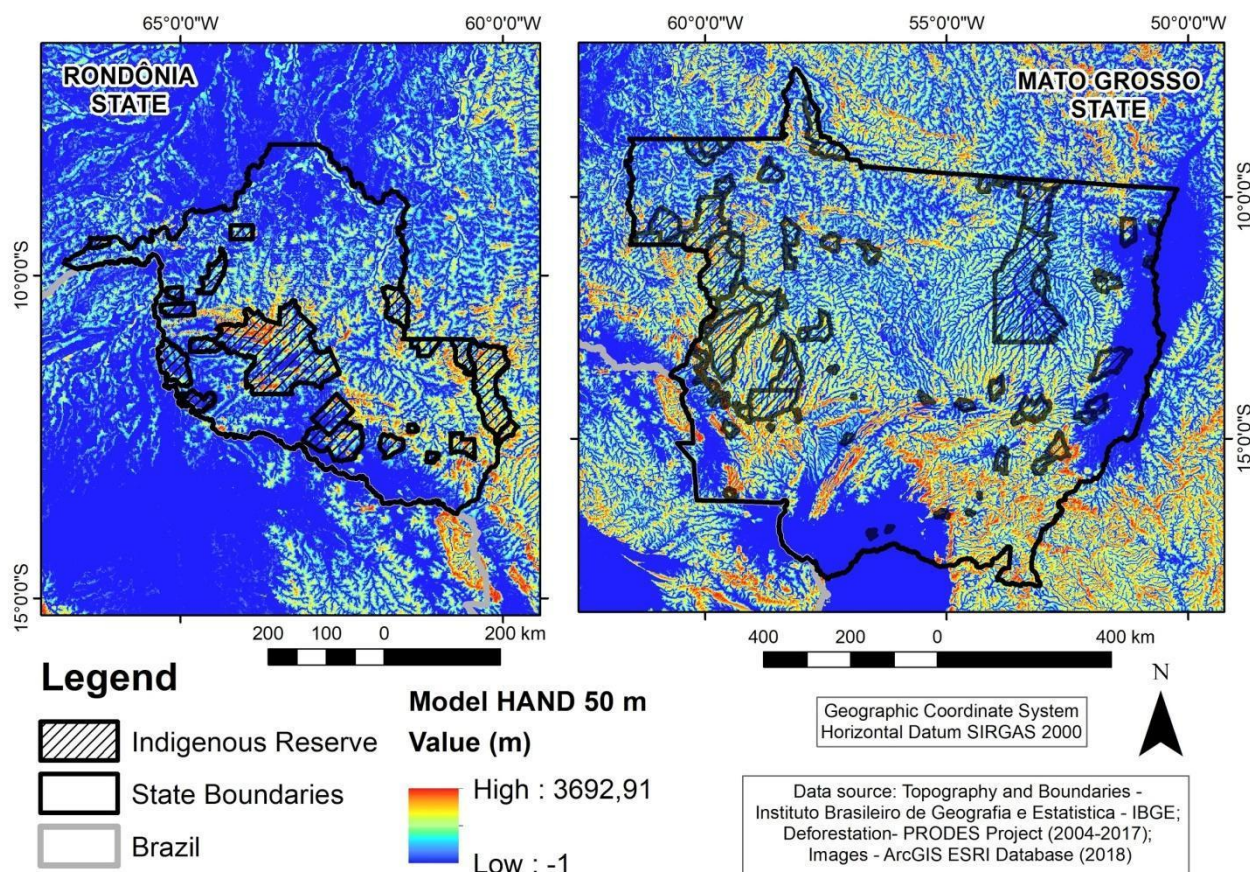 65°0'0"W
60°0'0"W
60°0'0"W
55°0'0"W
50°0'0"W
RONDÔNIA
STATE
MATO GROSSO
STATE
10°0'0"S
15°0'0"S
10°0'0"S
15°0'0"S
200 100 0 200 km
400 200 0 400 km
Legend
Indigenous Reserve
State Boundaries
Brazil
Model HAND 50 m
Value (m)
High : 3692,91
Low : -1
Geographic Coordinate System
Horizontal Datum SIRGAS 2000
N
Data source: Topography and Boundaries -
Instituto Brasileiro de Geografia e Estatistica - IBGE;
Deforestation- PRODES Project (2004-2017);
Images - ArcGIS ESRI Database (2018)